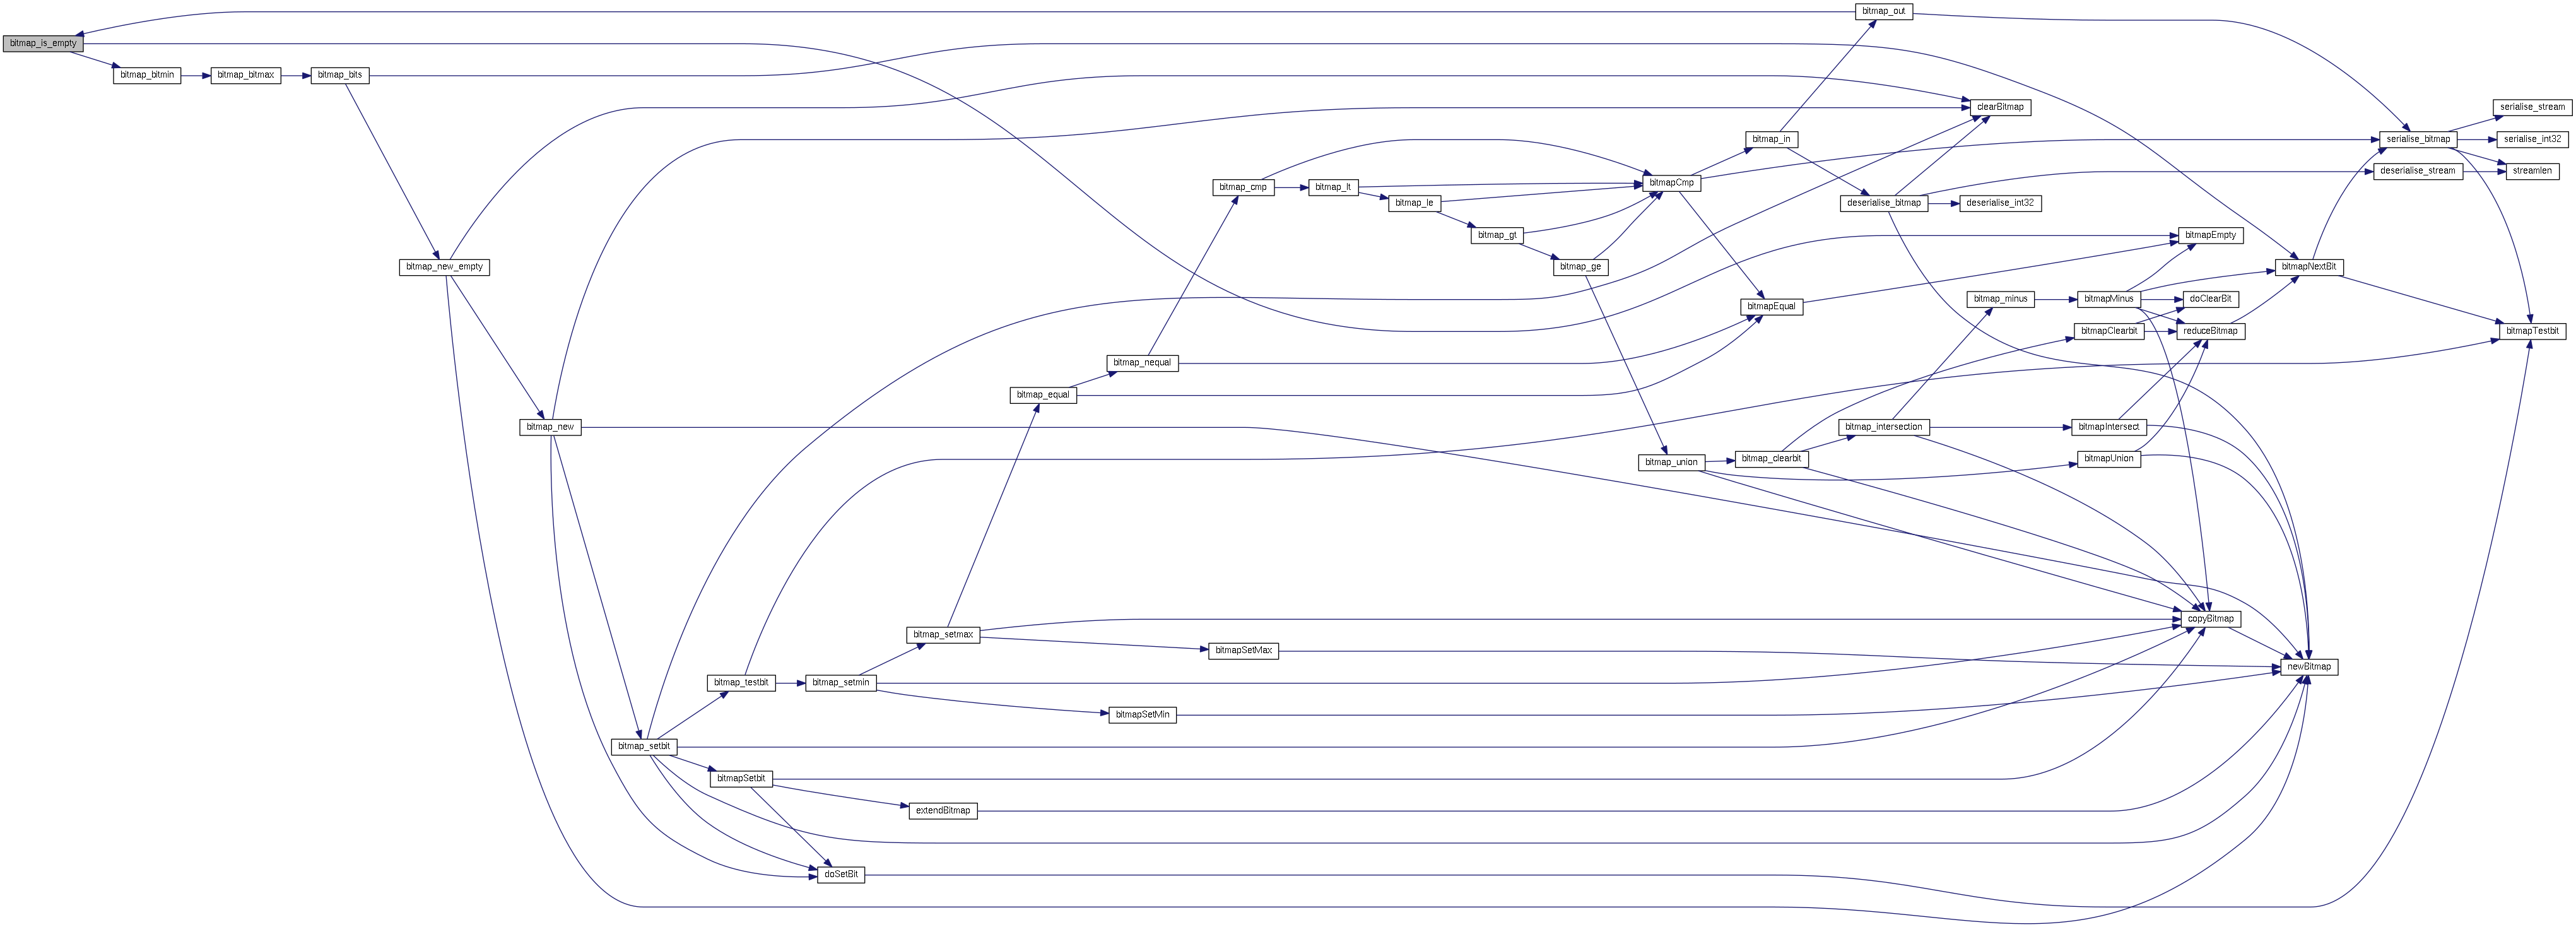 bitmap_out
bitmap_is_empty
bitmap_bitmin
bitmap_bitmax
bitmap_bits
clearBitmap
serialise_stream
bitmap_in
serialise_bitmap
serialise_int32
deserialise_stream
streamlen
bitmapCmp
bitmap_cmp
bitmap_lt
bitmap_le
deserialise_bitmap
deserialise_int32
bitmap_gt
bitmapEmpty
bitmap_new_empty
bitmap_ge
bitmapNextBit
bitmapEqual
bitmap_minus
bitmapMinus
doClearBit
bitmapClearbit
reduceBitmap
bitmapTestbit
bitmap_nequal
bitmap_equal
bitmap_new
bitmap_intersection
bitmapIntersect
bitmap_union
bitmap_clearbit
bitmapUnion
copyBitmap
bitmap_setmax
bitmapSetMax
newBitmap
bitmap_testbit
bitmap_setmin
bitmapSetMin
bitmap_setbit
bitmapSetbit
extendBitmap
doSetBit